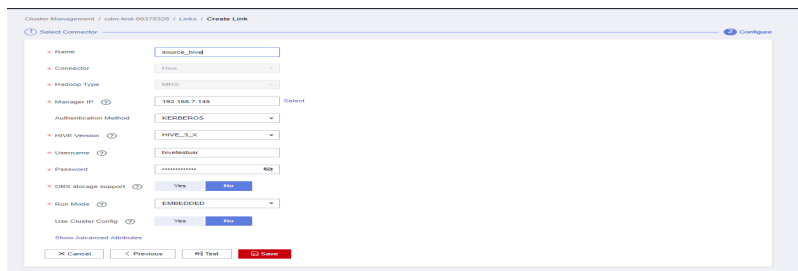 Cluster Management / cdm-test-00378328 / Links / Create Link
1 Select Connector 2 Configure
* Name source_hive
* Connector Hive
* Hadoop Type MRS
* Manager IP ? 192.168.7.145 Select
Authentication Method KERBEROS
* HIVE Version ? HIVE_3_X
* Username ? hivetestusr
* Password ••••••••••••
* OBS storage support ? Yes No
* Run Mode ? EMBEDDED
Use Cluster Config ? Yes No
Show Advanced Attributes
Cancel < Previous Test Save